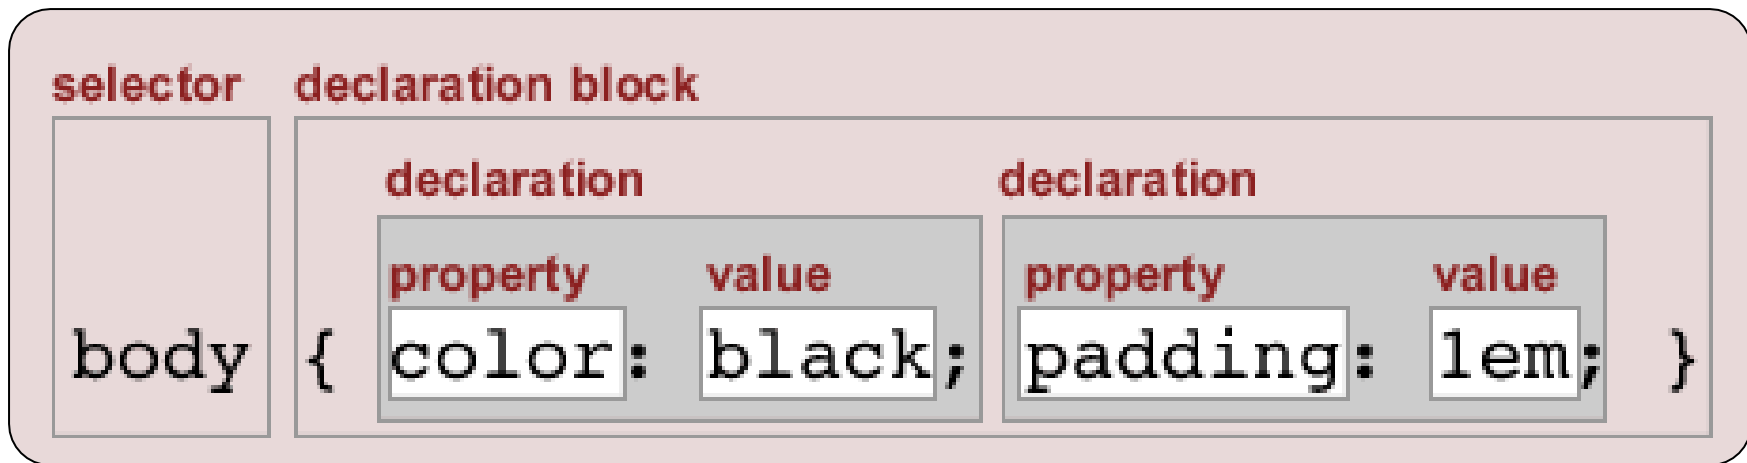 selector declaration block
declaration declaration
property value property value
body { color: black; padding: 1em; }